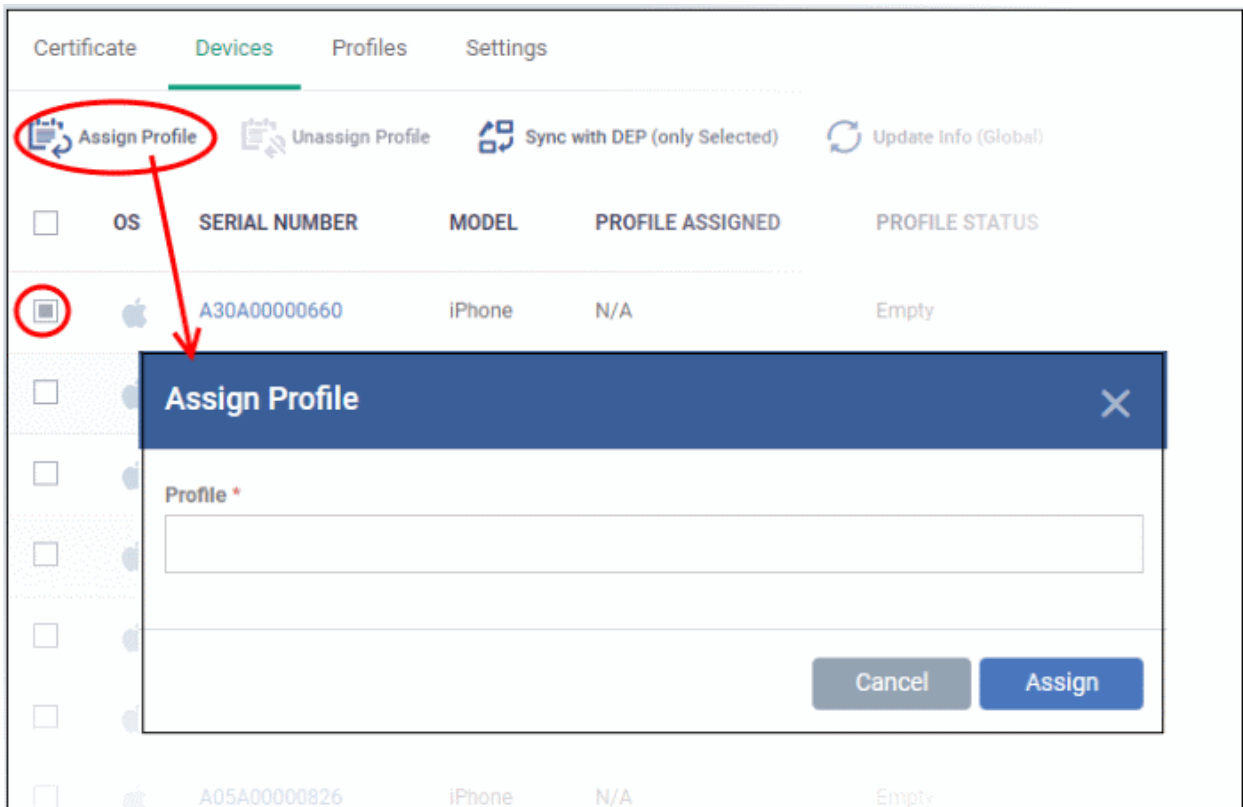 Certificate Devices Profiles Settings
Assign Profile Unassign Profile Sync with DEP (only Selected) Update Info (Global)
OS SERIAL NUMBER MODEL PROFILE ASSIGNED PROFILE STATUS
A30A00000660 iPhone N/A Empty
Assign Profile
Profile *
Cancel Assign
A05A00000826 iPhone N/A Empty